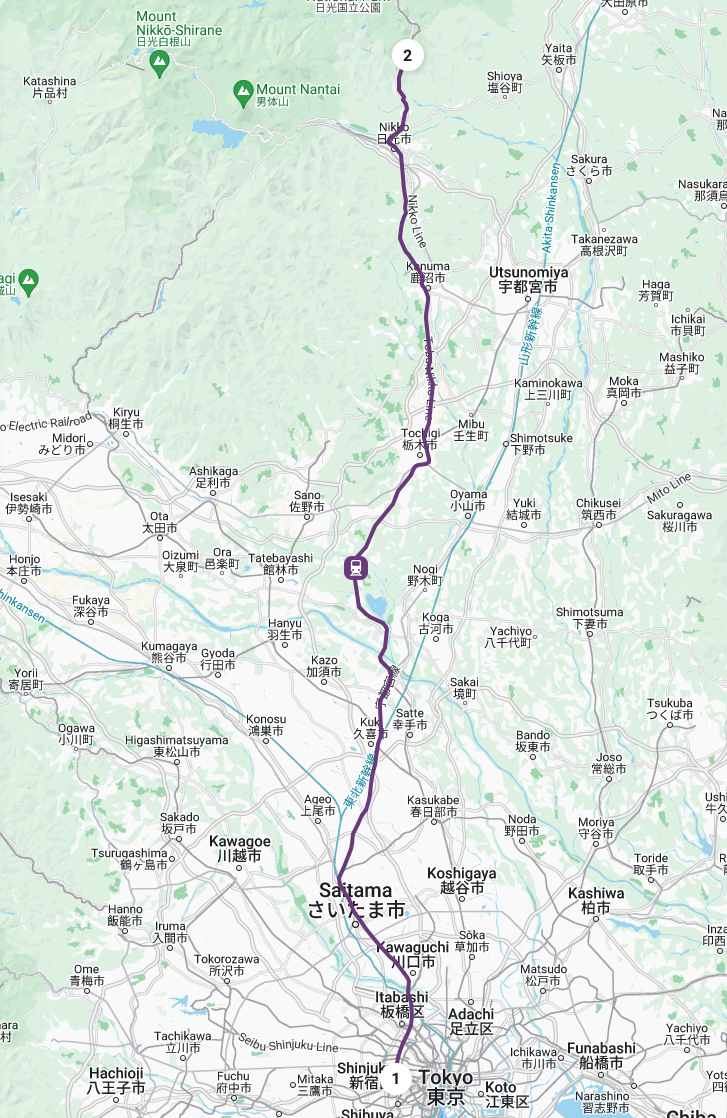 日光国立公園
Mount
Nikkō-Shirane
日光白根山
2
Yaita
矢板市
Katashina
片品村
Mount Nantai
男体山
Shioya
塩谷町
Nikko
日光市
Sakura
さくら市
Akita-Shinkansen
Nikko Line
Takanezawa
高根沢町
Kanuma
鹿沼市
Utsunomiya
宇都宮市
Haga
芳賀町
Ichikai
市貝町
山形新幹線
Mashiko
益子町
Tobu-Nikko Line
Kaminokawa
上三川町
Moka
真岡市
Kiryu
桐生市
o Electric Railroad
Midori
みどり市
Tochigi
栃木市
Mibu
壬生町
Shimotsuke
下野市
Ashikaga
足利市
Isesaki
伊勢崎市
Sano
佐野市
Oyama
小山市
Yuki
結城市
Chikusei
筑西市
Mito Line
Ota
太田市
Sakuragawa
桜川市
Honjo
本庄市
Oizumi
大泉町
Ora
邑楽町
Tatebayashi
館林市
Nogi
野木町
Fukaya
深谷市
hinkansen
Hanyu
羽生市
Koga
古河市
Shimotsuma
下妻市
Yachiyo
八千代町
Kumagaya
熊谷市
Gyoda
行田市
Kazo
加須市
Yorii
寄居町
Sakai
境町
Tsukuba
つくば市
Ogawa
小川町
Konosu
鴻巣市
Kuki
久喜市
Satte
幸手市
Higashimatsuyama
東松山市
Bando
坂東市
Joso
常総市
東北新幹線
Ageo
上尾市
Kasukabe
春日部市
Sakado
坂戸市
Noda
野田市
Moriya
守谷市
Kawagoe
川越市
Tsurugashima
鶴ヶ島市
Toride
取手市
Koshigaya
越谷市
Saitama
さいたま市
Kashiwa
柏市
Hanno
飯能市
Iruma
入間市
Sōka
草加市
Kawaguchi
川口市
Tokorozawa
所沢市
Ome
青梅市
Matsudo
松戸市
Itabashi
板橋区
Adachi
足立区
Tachikawa
立川市
Seibu-Shinjuku Line
Ichikawa
市川市
Funabashi
船橋市
Yachiyo
八千代市
Hachioji
八王子市
Fuchu
府中市
Mitaka
三鷹市
Shinjuk
新宿
1
Tokyo
東京
Koto
江東区
Narashino
習志野市
Shibuya